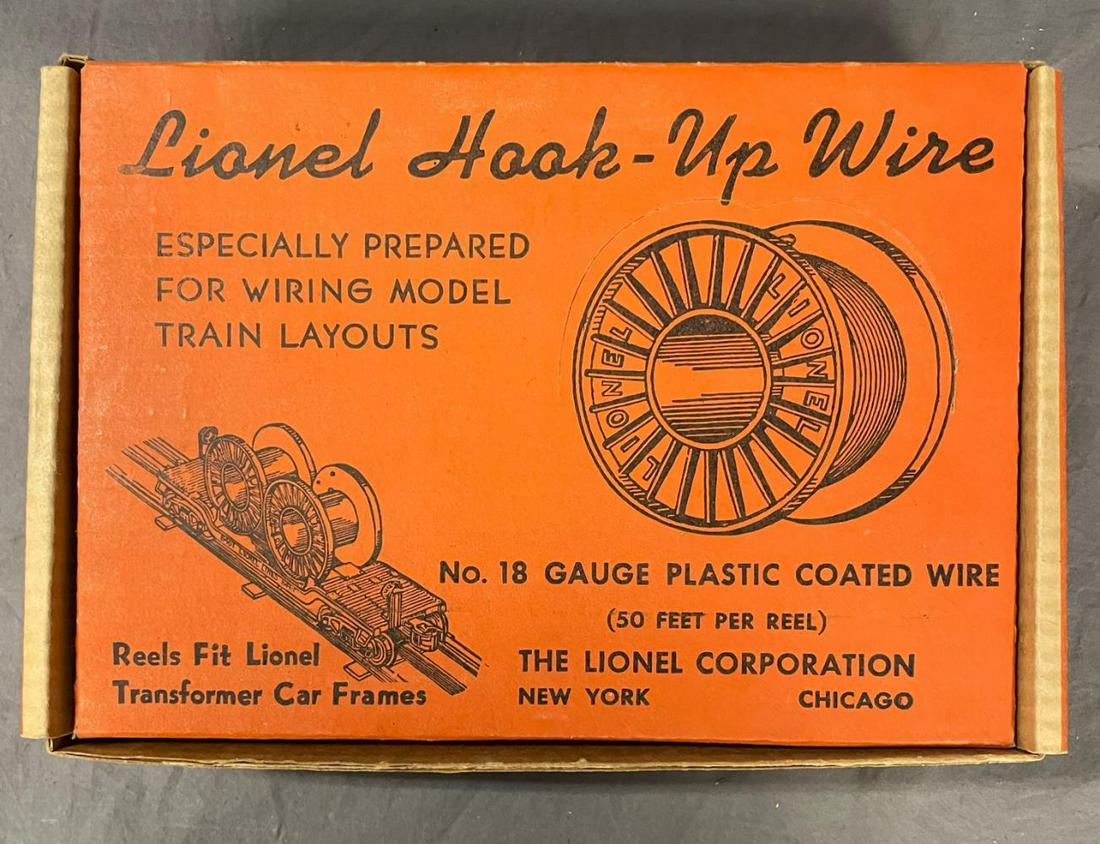 Lionel Hook-Up Wire
ESPECIALLY PREPARED
FOR WIRING MODEL
TRAIN LAYOUTS
LIONEL
LIONEL
No. 18 GAUGE PLASTIC COATED WIRE
(50 FEET PER REEL)
Reels Fit Lionel
Transformer Car Frames
THE LIONEL CORPORATION
NEW YORK CHICAGO